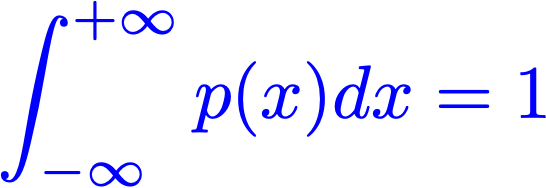 ∫_{-∞}^{+∞} p(x)dx = 1